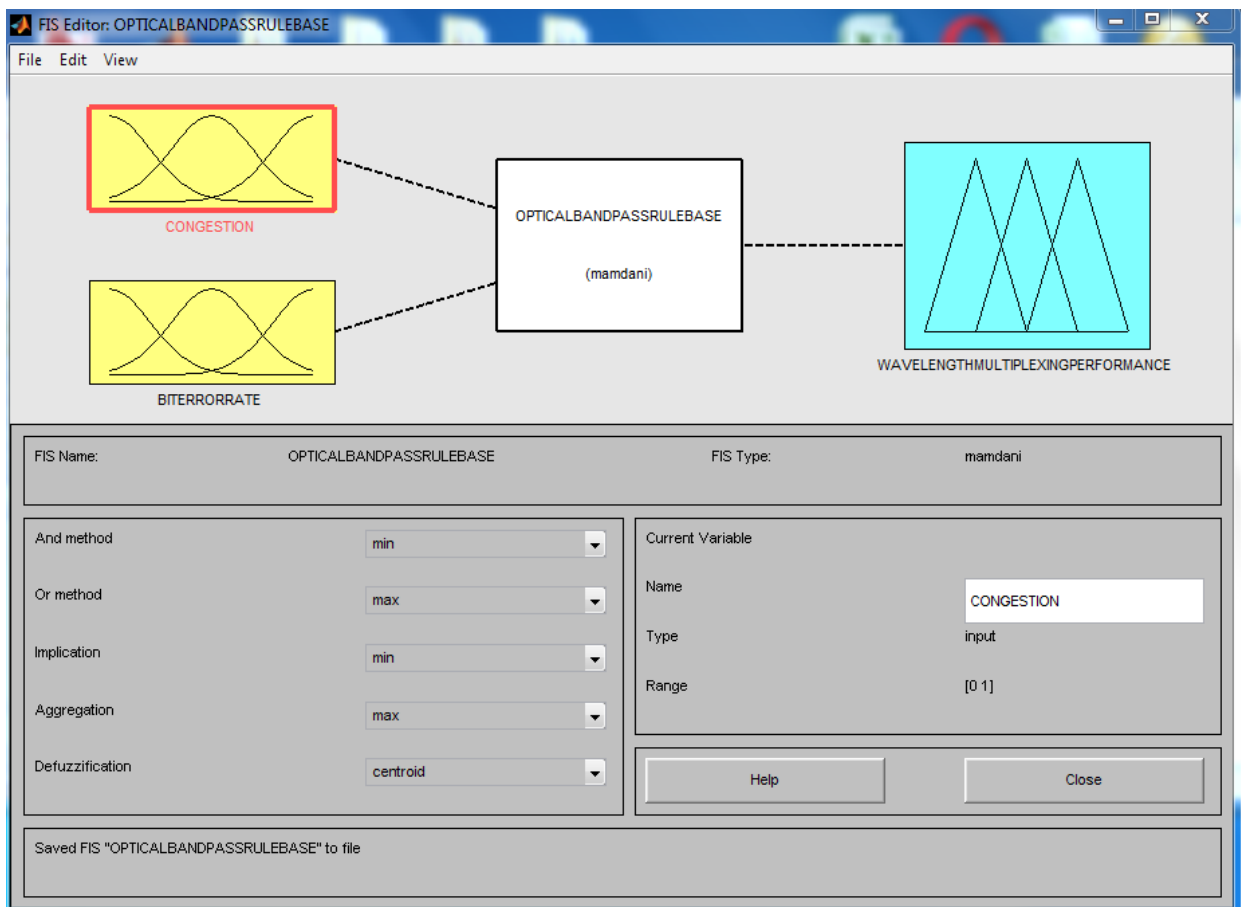 FIS Editor: OPTICALBANDPASSRULEBASE
X
File Edit View
CONGESTION
BITERRORRATE
OPTICALBANDPASSRULEBASE
(mamdani)
WAVELENGTHMULTIPLEXINGPERFORMANCE
FIS Name: OPTICALBANDPASSRULEBASE FIS Type: mamdani
And method min
Or method max
Implication min
Aggregation max
Defuzzification centroid
Current Variable
Name CONGESTION
Type input
Range [0 1]
Help Close
Saved FIS "OPTICALBANDPASSRULEBASE" to file